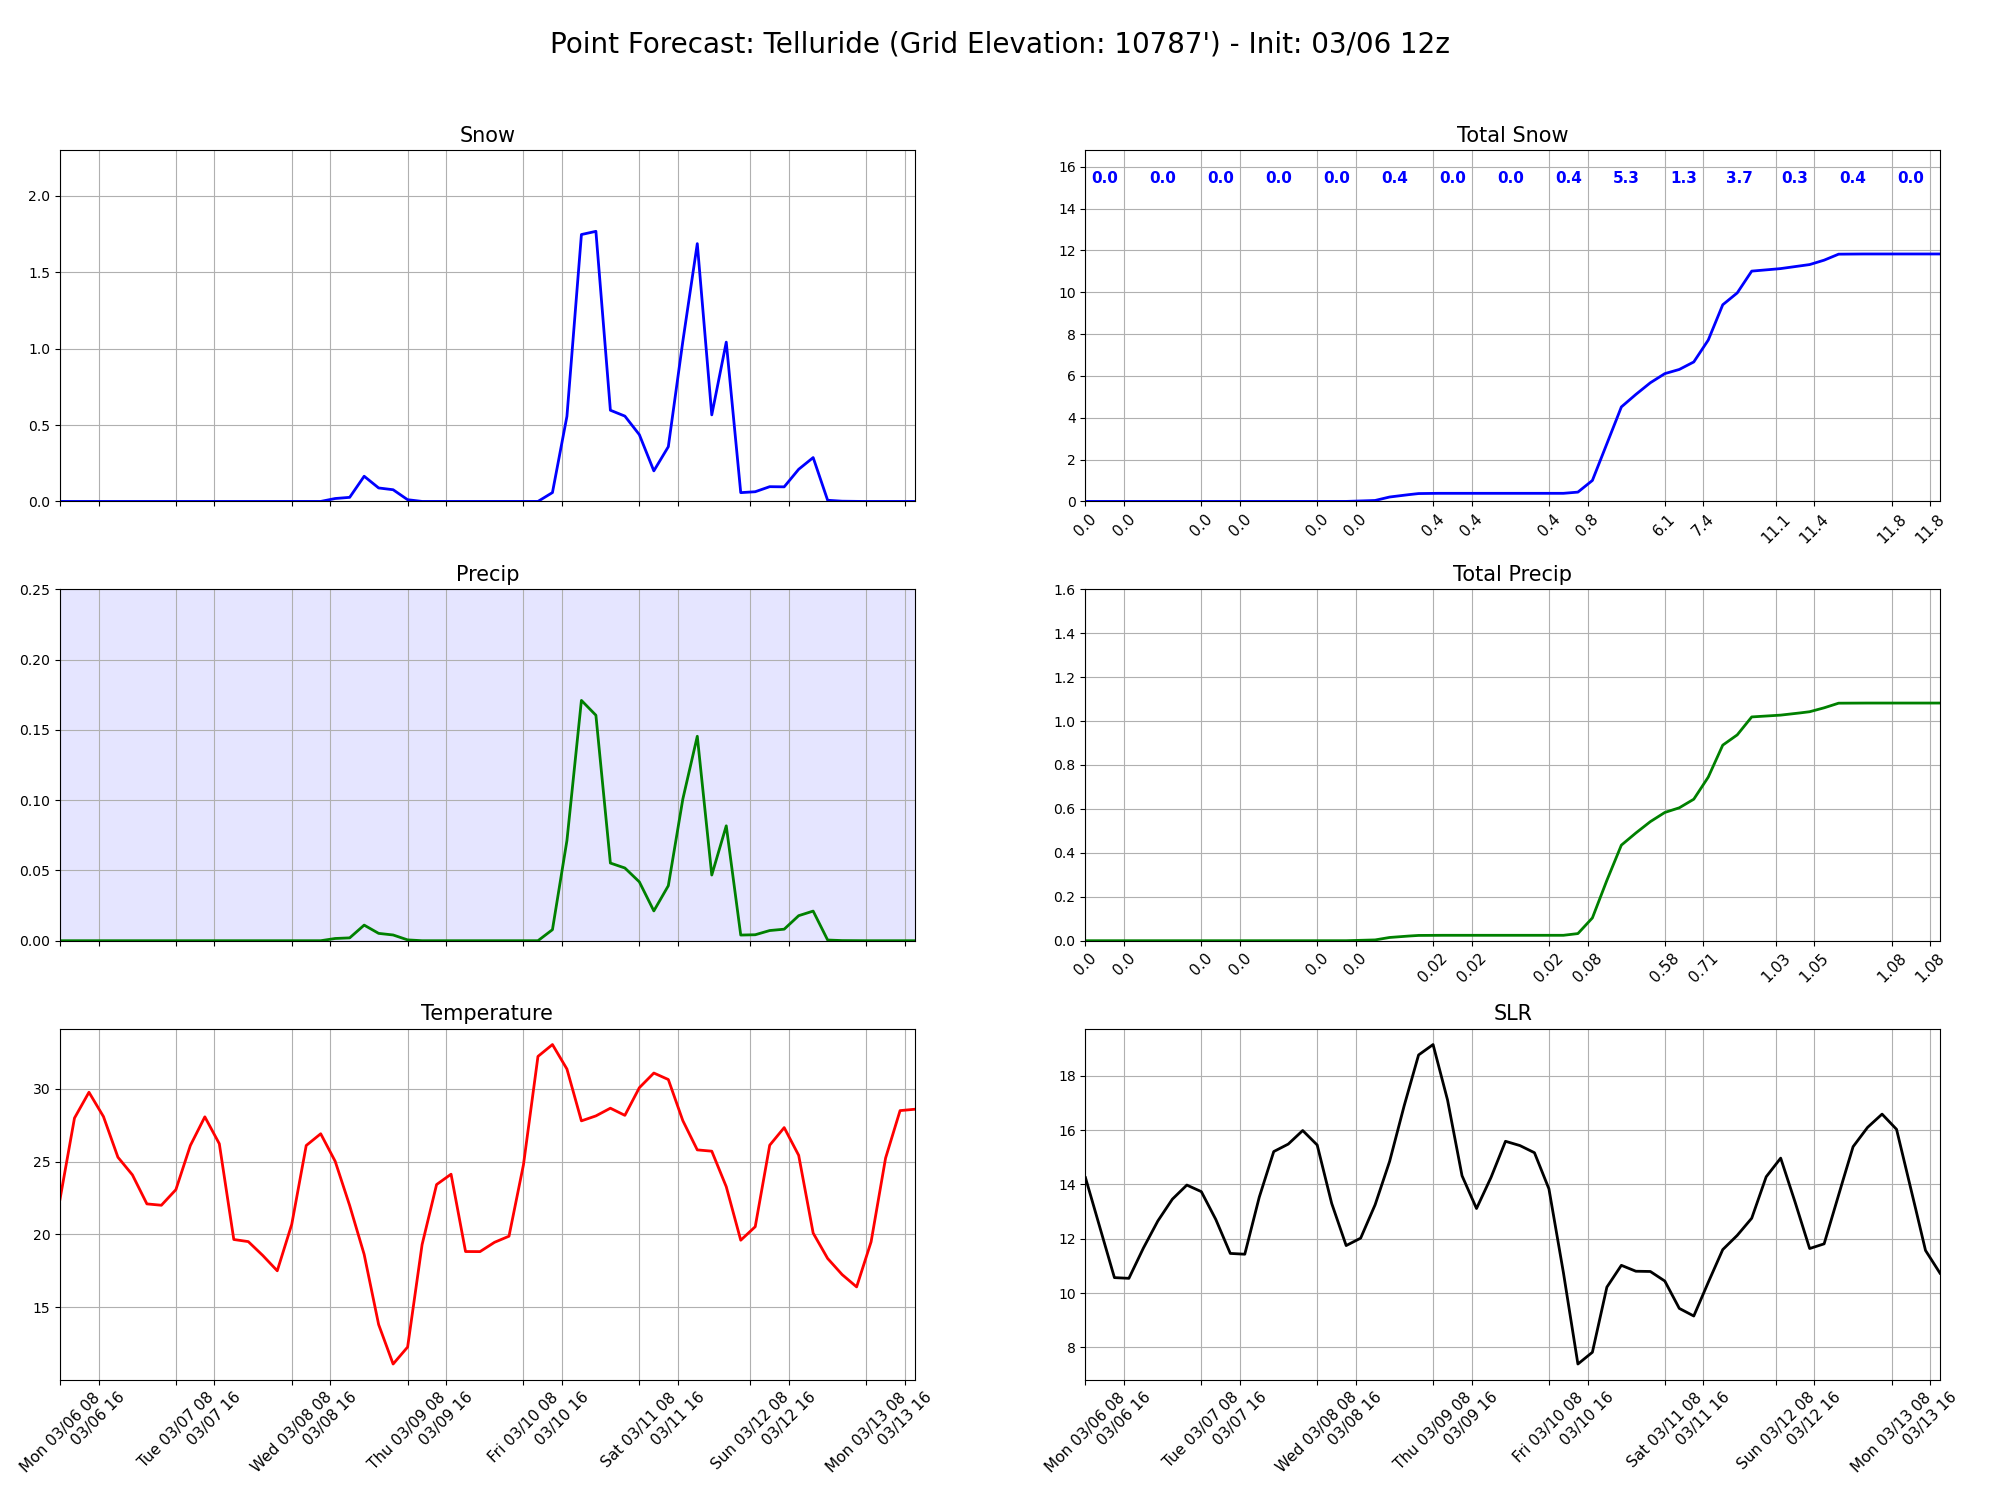 Point Forecast: Telluride (Grid Elevation: 10787') - Init: 03/06 12z
Snow
2.0
1.5
1.0
0.5
0.0
Total Snow
16
14
12
10
8
6
4
2
0
0.0 0.0 0.0 0.0 0.0 0.4 0.0 0.0 0.4 5.3 1.3 3.7 0.3 0.4 0.0
0.0 0.0 0.0 0.0 0.0 0.0 0.4 0.4 0.4 0.8 6.1 7.4 11.1 11.4 11.8 11.8
Precip
0.25
0.20
0.15
0.10
0.05
0.00
Total Precip
1.6
1.4
1.2
1.0
0.8
0.6
0.4
0.2
0.0
0.0 0.0 0.0 0.0 0.0 0.0 0.02 0.02 0.02 0.08 0.58 0.71 1.03 1.05 1.08 1.08
Temperature
30
25
20
15
Mon 03/06 08
03/06 16
Tue 03/07 08
03/07 16
Wed 03/08 08
03/08 16
Thu 03/09 08
03/09 16
Fri 03/10 08
03/10 16
Sat 03/11 08
03/11 16
Sun 03/12 08
03/12 16
Mon 03/13 08
03/13 16
SLR
18
16
14
12
10
8
Mon 03/06 08
03/06 16
Tue 03/07 08
03/07 16
Wed 03/08 08
03/08 16
Thu 03/09 08
03/09 16
Fri 03/10 08
03/10 16
Sat 03/11 08
03/11 16
Sun 03/12 08
03/12 16
Mon 03/13 08
03/13 16